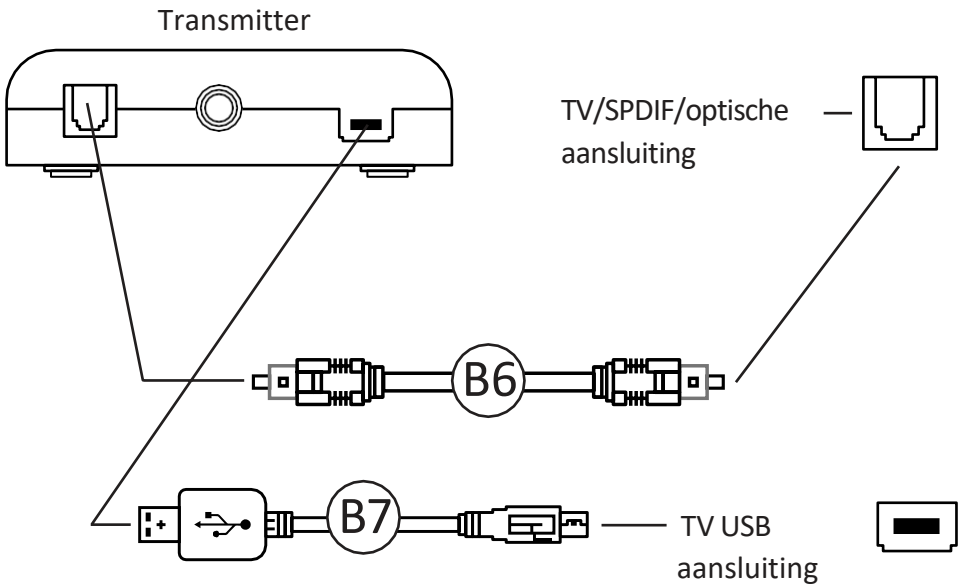 Transmitter
TV/SPDIF/optische
aansluiting
B6
B7
TV USB
aansluiting